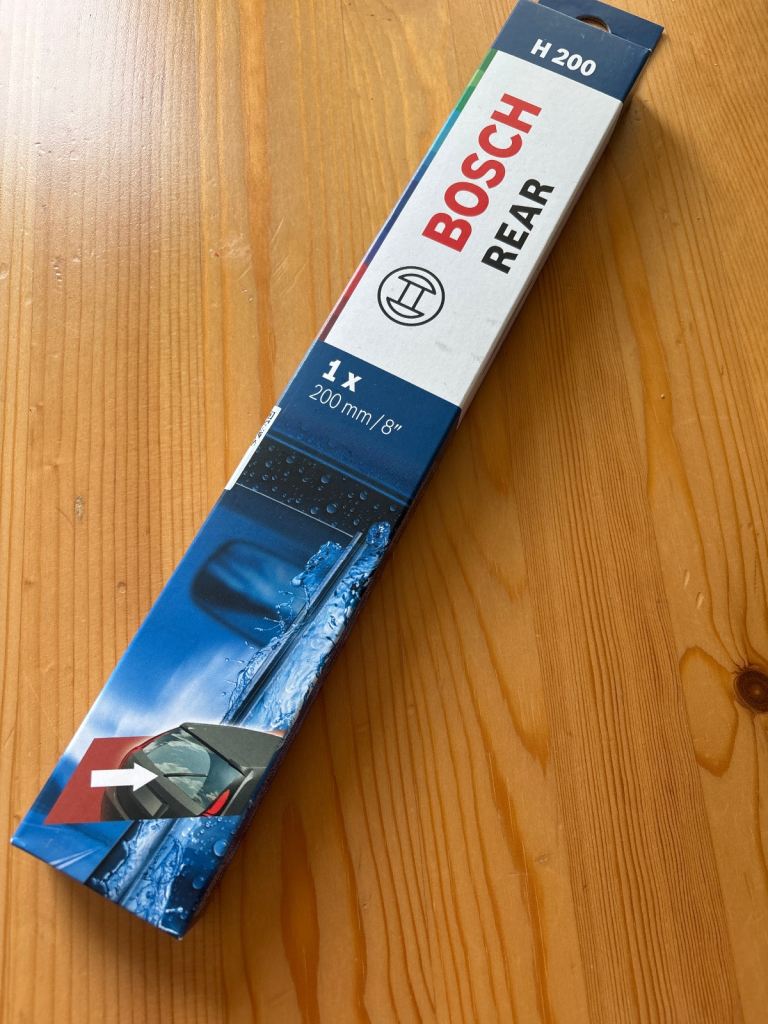 H 200
BOSCH
REAR
1 x
200 mm / 8"